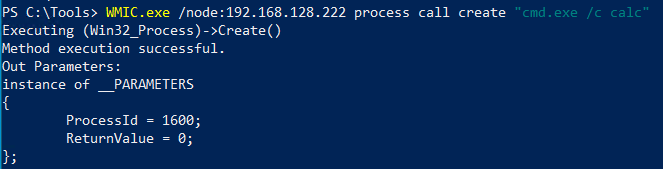 PS C:\Tools> WMIC.exe /node:192.168.128.222 process call create "cmd.exe /c calc"
Executing (Win32_Process)->Create()
Method execution successful.
Out Parameters:
instance of __PARAMETERS
{
        ProcessId = 1600;
        ReturnValue = 0;
};